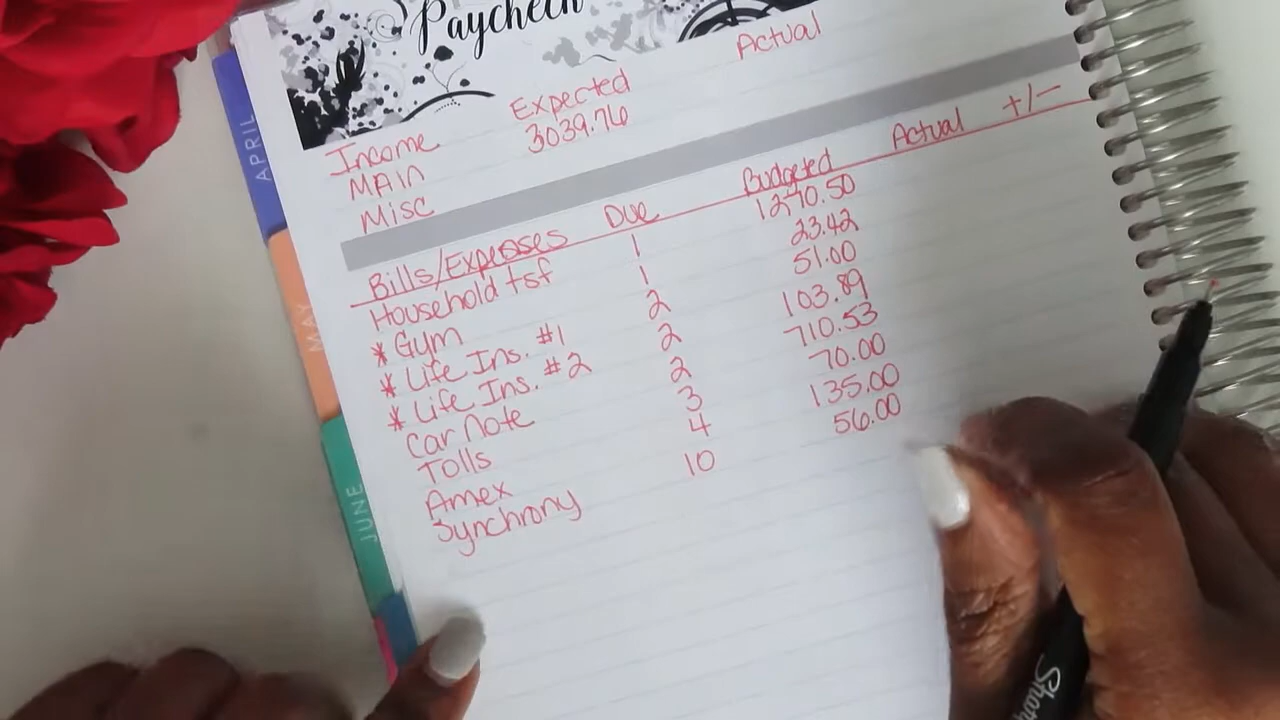 Paycheck
Expected Actual
Income
MAIN 3039.76
Misc
Bills/Expenses Due Budgeted Actual +/-
Household tsf 1 1270.50
* Gym 1 23.42
* Life Ins. #1 2 51.00
* Life Ins. #2 2 103.89
Car Note 2 710.53
Tolls 3 70.00
Amex 4 135.00
Synchrony 10 56.00
APRIL
MAY
JUNE